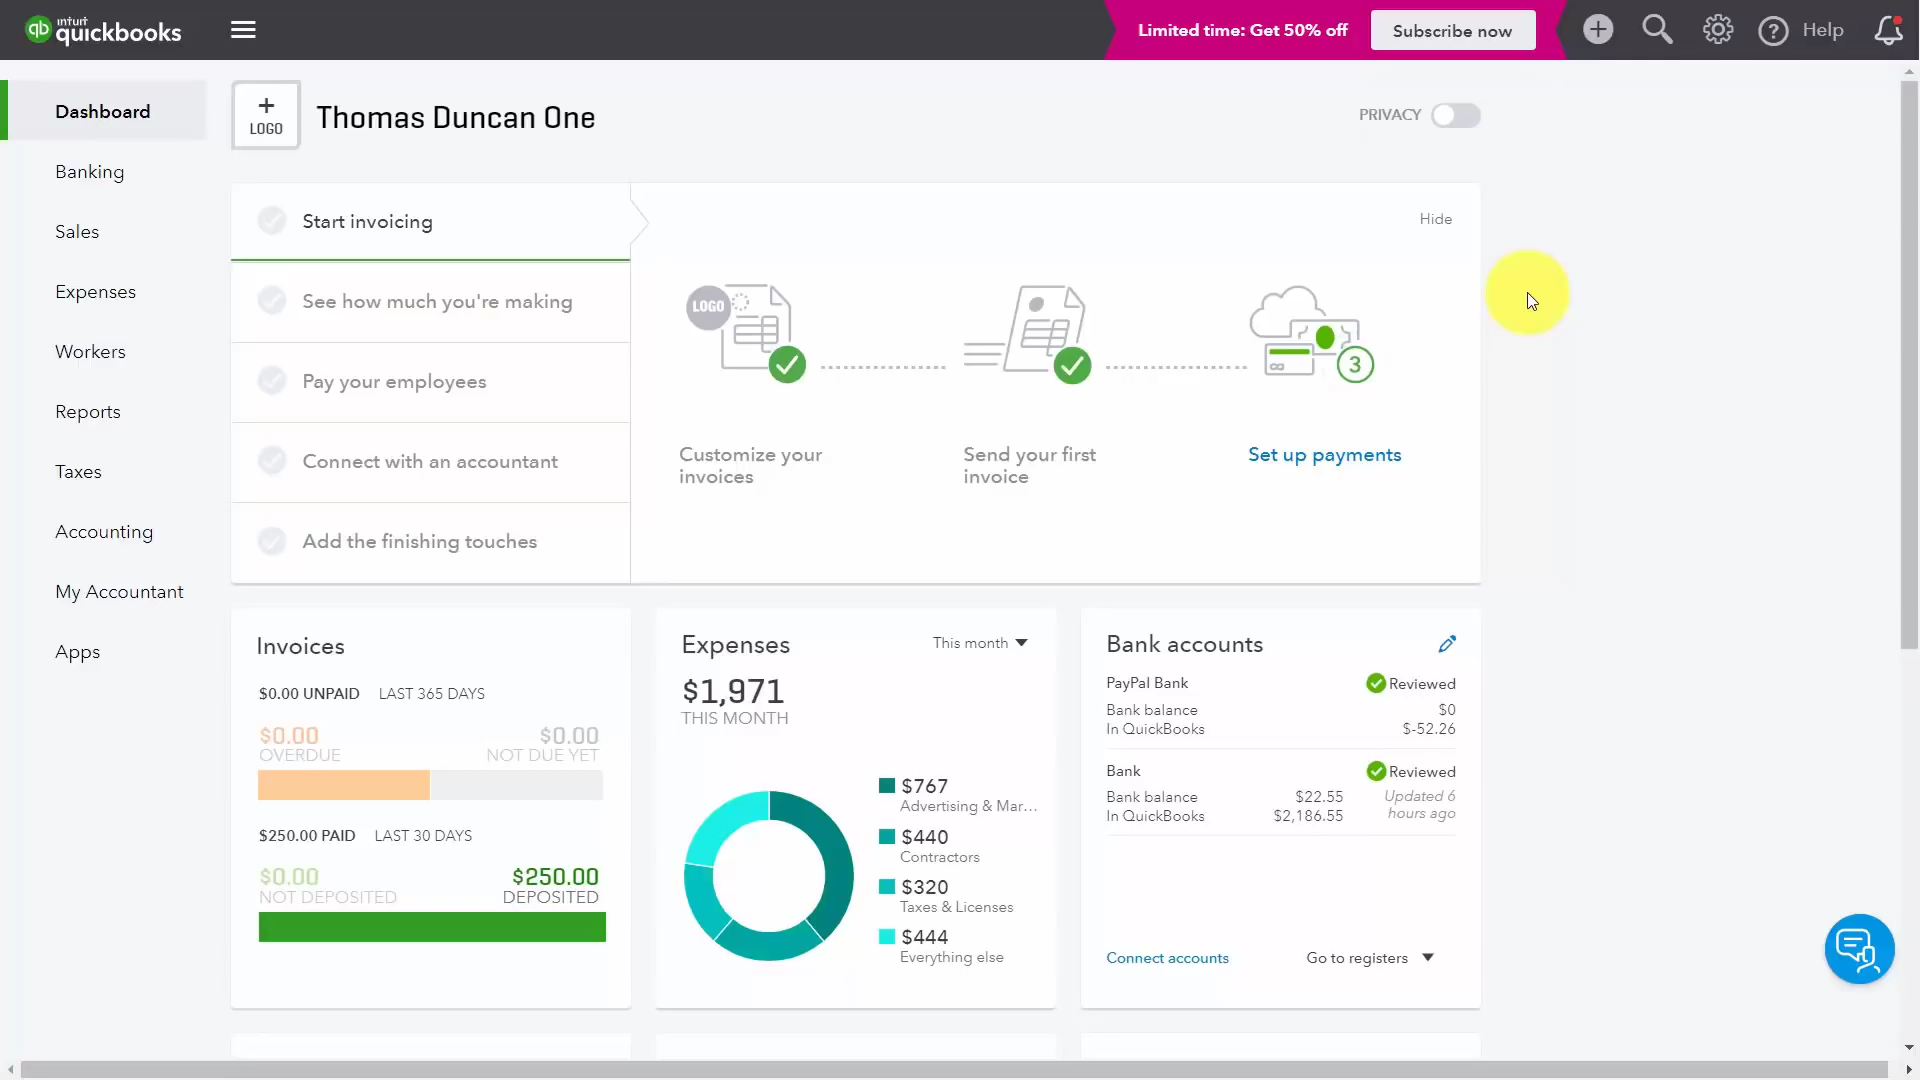 intuit
quickbooks
Limited time: Get 50% off
Subscribe now
Help
Dashboard
Banking
Sales
Expenses
Workers
Reports
Taxes
Accounting
My Accountant
Apps
+
LOGO
Thomas Duncan One
PRIVACY
Start invoicing
See how much you're making
Pay your employees
Connect with an accountant
Add the finishing touches
Hide
LOGO
3
Customize your
invoices
Send your first
invoice
Set up payments
Invoices
$0.00 UNPAID LAST 365 DAYS
$0.00 $0.00
OVERDUE NOT DUE YET
$250.00 PAID LAST 30 DAYS
$0.00 $250.00
NOT DEPOSITED DEPOSITED
Expenses
This month
$1,971
THIS MONTH
$767
Advertising & Mar...
$440
Contractors
$320
Taxes & Licenses
$444
Everything else
Bank accounts
PayPal Bank Reviewed
Bank balance $0
In QuickBooks $-52.26
Bank Reviewed
Bank balance $22.55 Updated 6
In QuickBooks $2,186.55 hours ago
Connect accounts Go to registers